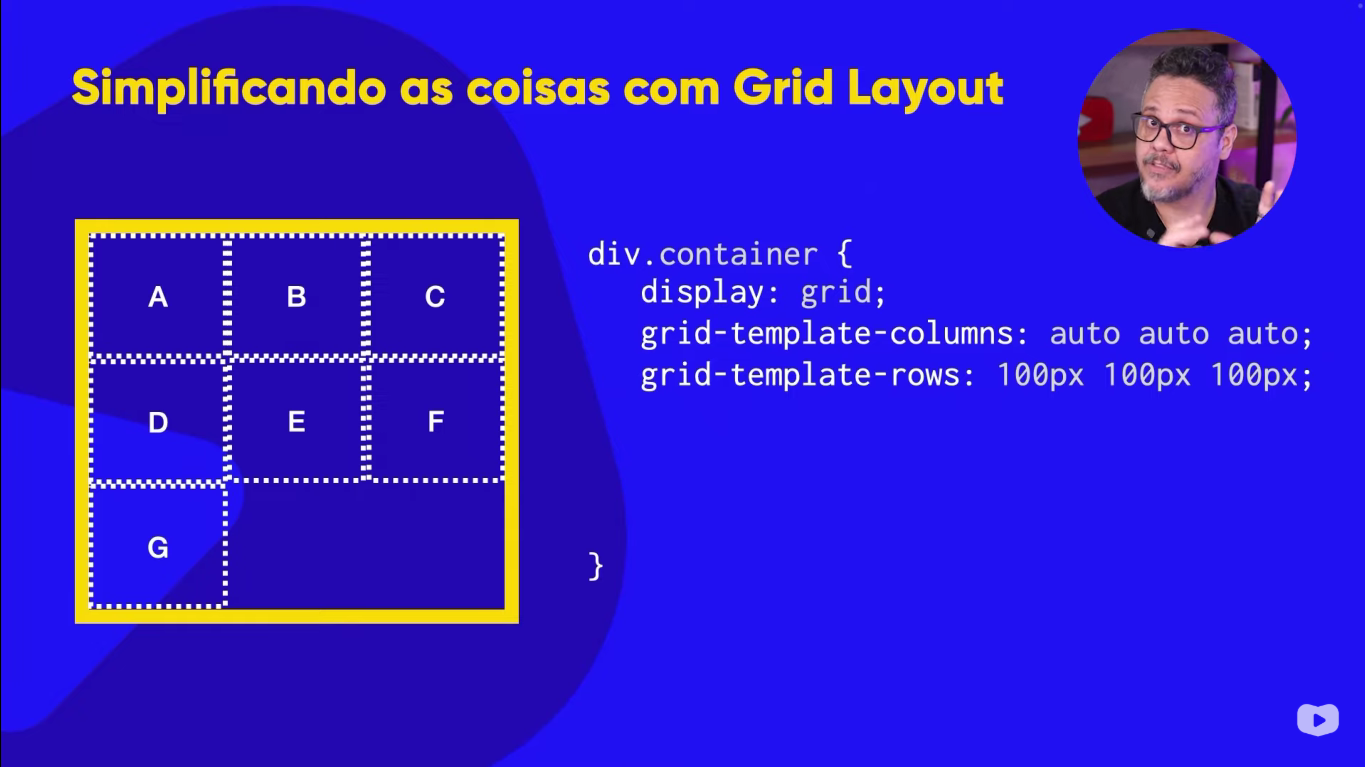 Simplificando as coisas com Grid Layout
A B C
D E F
G
div.container {
display: grid;
grid-template-columns: auto auto auto;
grid-template-rows: 100px 100px 100px;
}